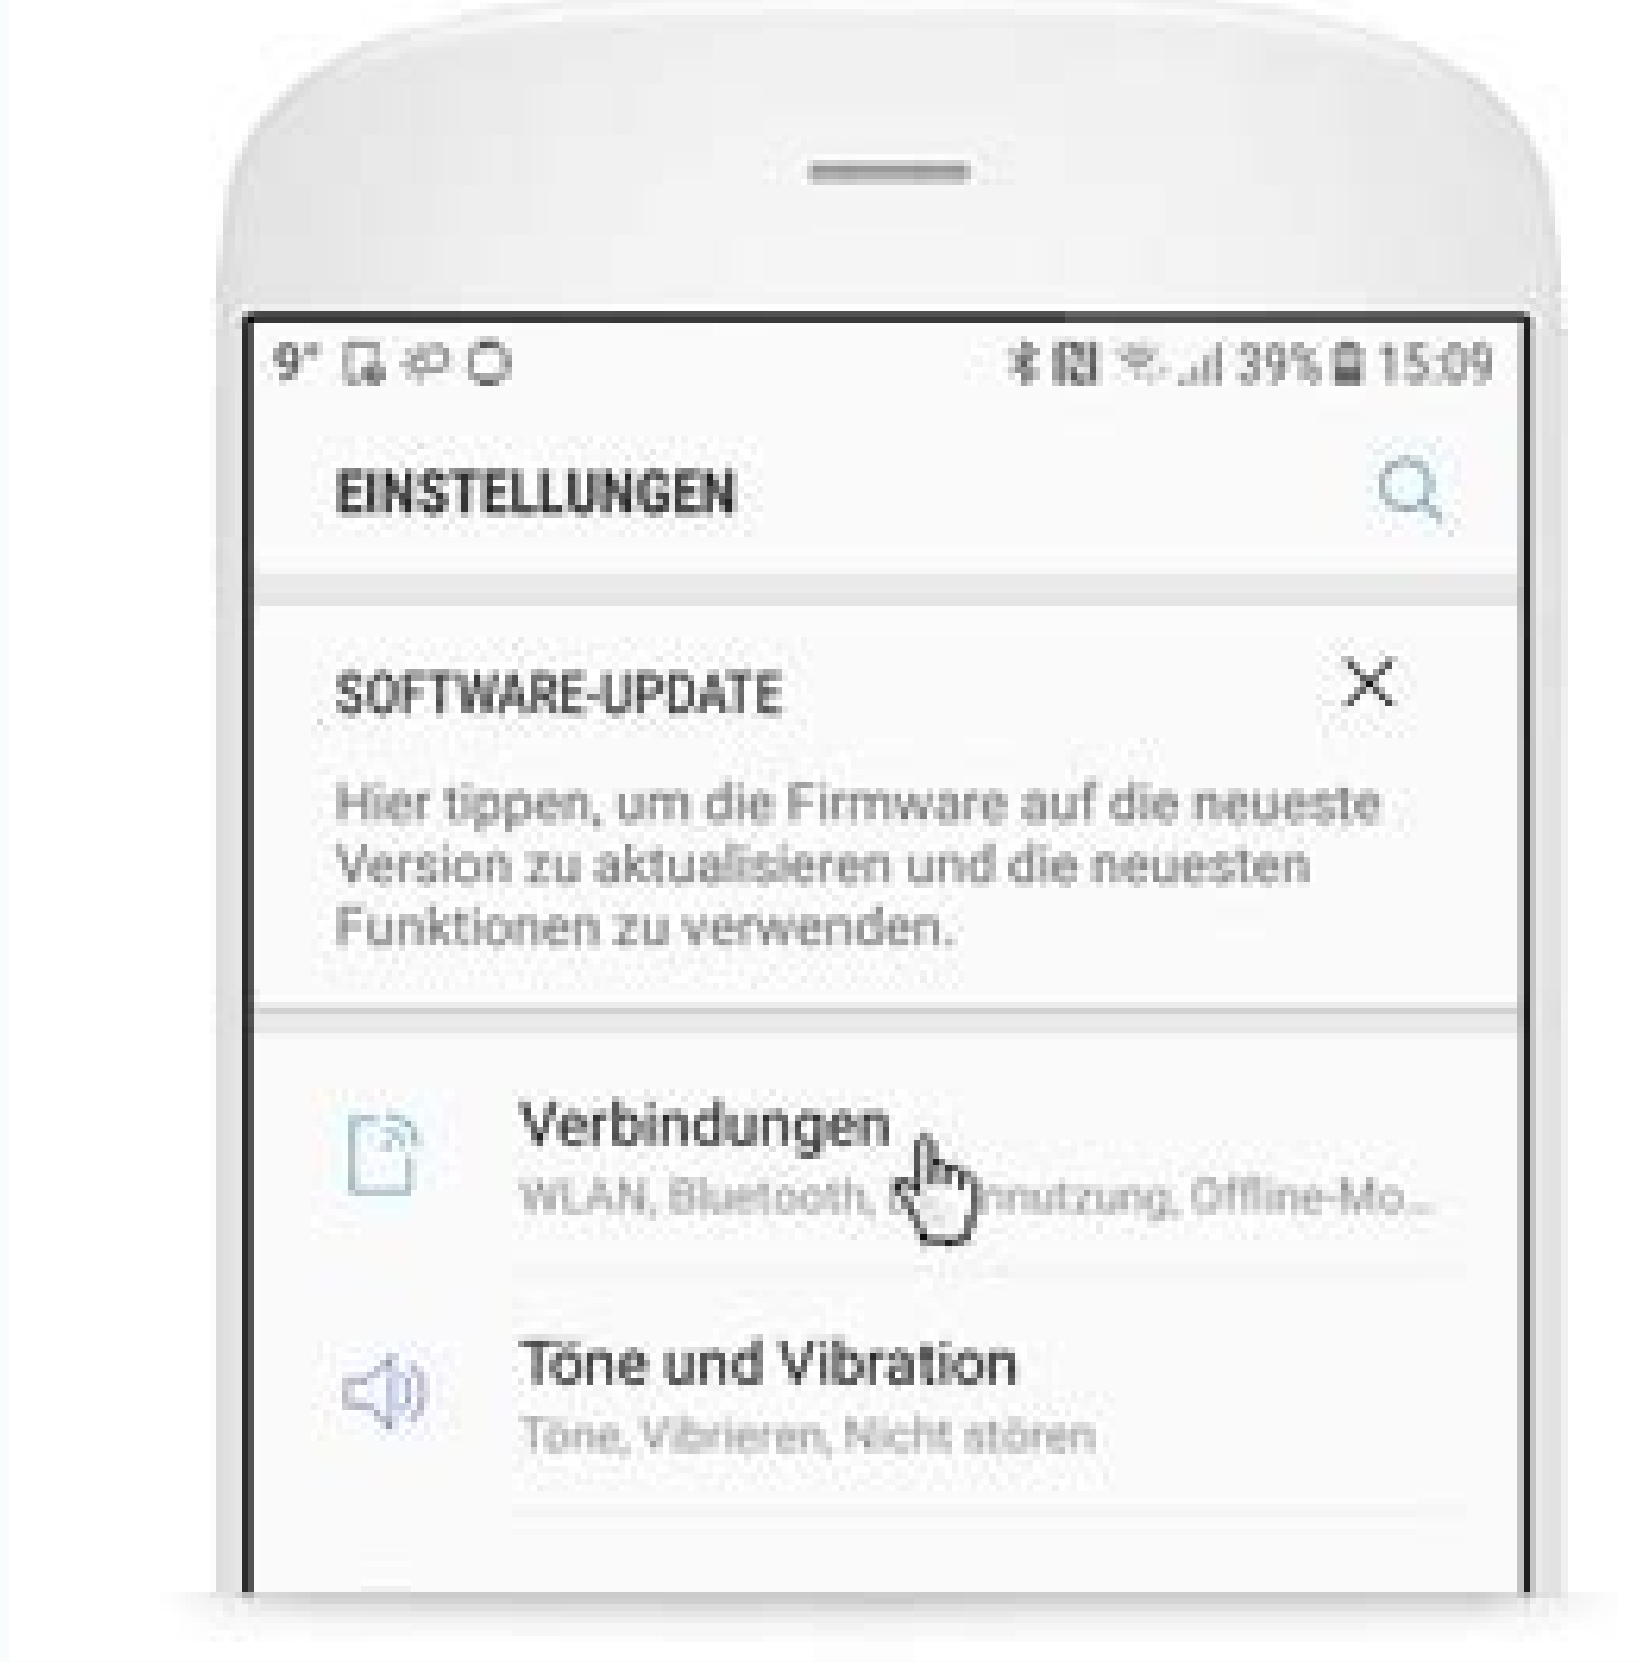 9° 39% 15:09
EINSTELLUNGEN
SOFTWARE-UPDATE
Hier tippen, um die Firmware auf die neueste
Version zu aktualisieren und die neuesten
Funktionen zu verwenden.
Verbindungen
WLAN, Bluetooth, Offline-Mo...
Töne und Vibration
Töne, Vibrieren, Nicht stören